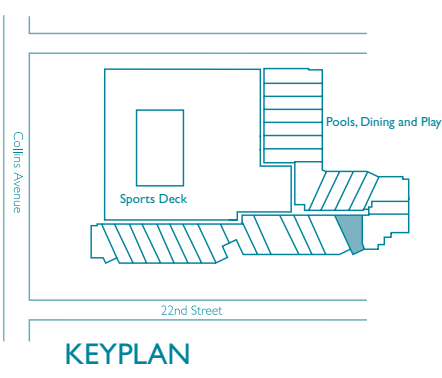 Collins Avenue
Pools, Dining and Play
Sports Deck
22nd Street
KEYPLAN